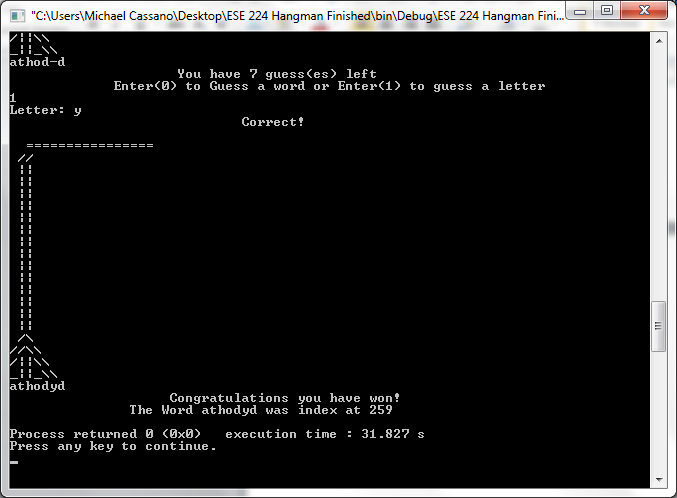 "C:\Users\Michael Cassano\Desktop\ESE 224 Hangman Finished\bin\Debug\ESE 224 Hangman Fini...
/||\\
_||_\\
athod-d
You have 7 guess(es) left
Enter(0) to Guess a word or Enter(1) to guess a letter
1
Letter: y
Correct!
================
//
||
||
||
||
||
||
||
||
||
||
||
||
||
||
/\
//\\
/||\\
_||_\\
athodyd
Congratulations you have won!
The Word athodyd was index at 259
Process returned 0 (0x0)   execution time : 31.827 s
Press any key to continue.